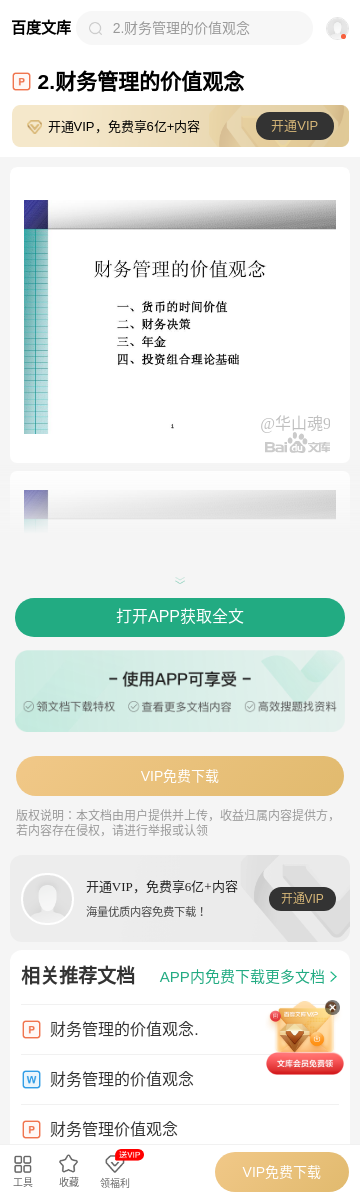 百度文库
2.财务管理的价值观念
2.财务管理的价值观念
开通VIP，免费享6亿+内容
开通VIP
财务管理的价值观念
一、货币的时间价值
二、财务决策
三、年金
四、投资组合理论基础
1
@华山魂9
Bai du 文库
打开APP获取全文
- 使用APP可享受 -
领文档下载特权
查看更多文档内容
高效搜题找资料
VIP免费下载
版权说明：本文档由用户提供并上传，收益归属内容提供方，
若内容存在侵权，请进行举报或认领
开通VIP，免费享6亿+内容
海量优质内容免费下载！
开通VIP
相关推荐文档
APP内免费下载更多文档
财务管理的价值观念.
财务管理的价值观念
财务管理价值观念
文库会员免费领
送VIP
工具
收藏
领福利
VIP免费下载